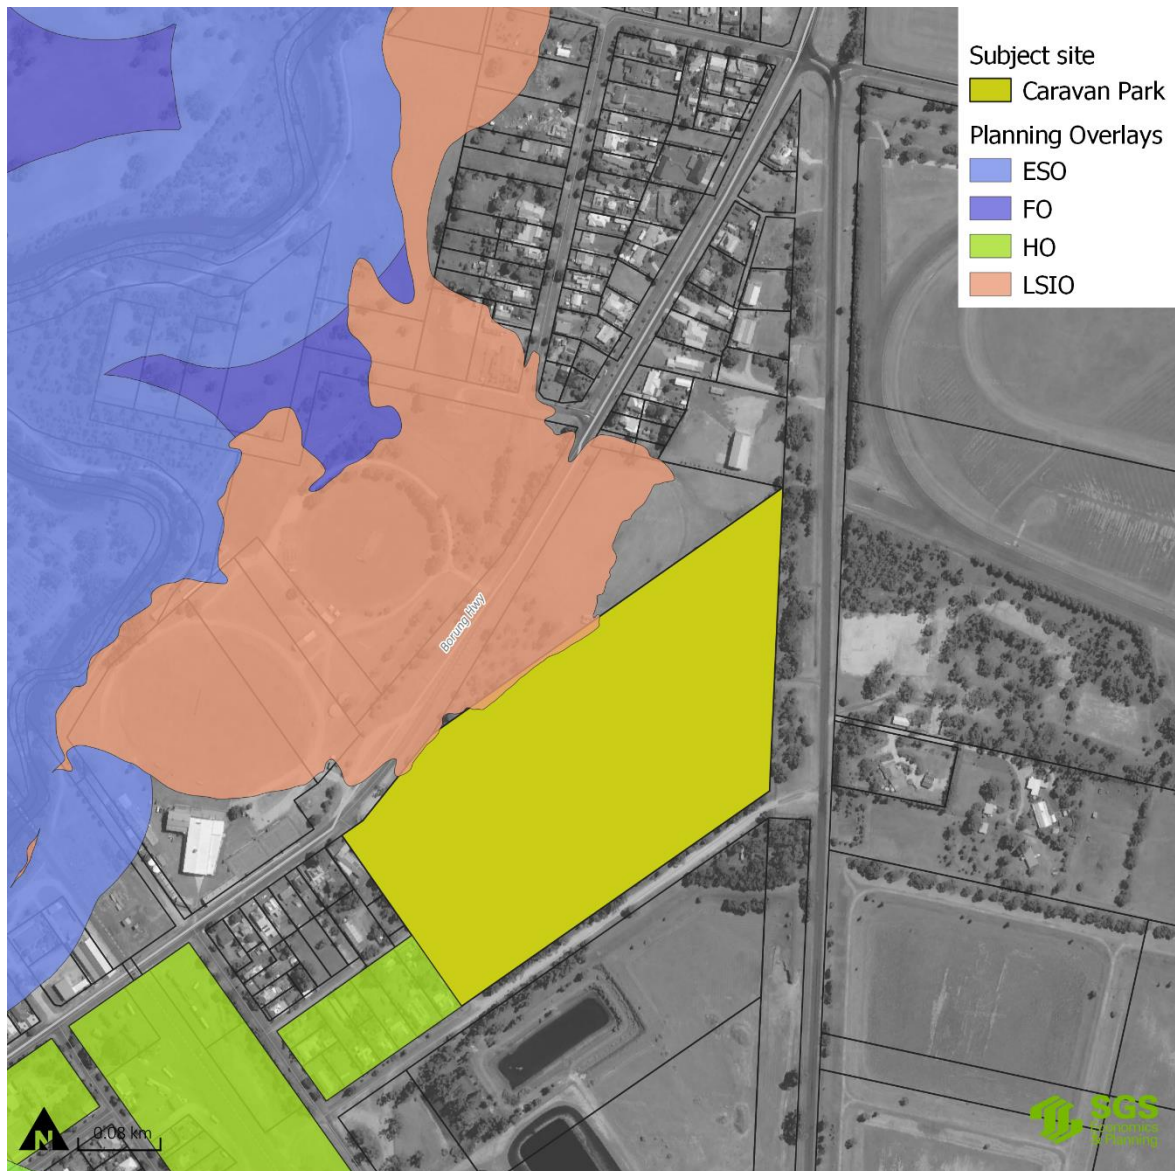 Subject site
Caravan Park
Planning Overlays
ESO
FO
HO
LSIO
Borung Hwy
N
0.08 km
SGS
Economics
& Planning